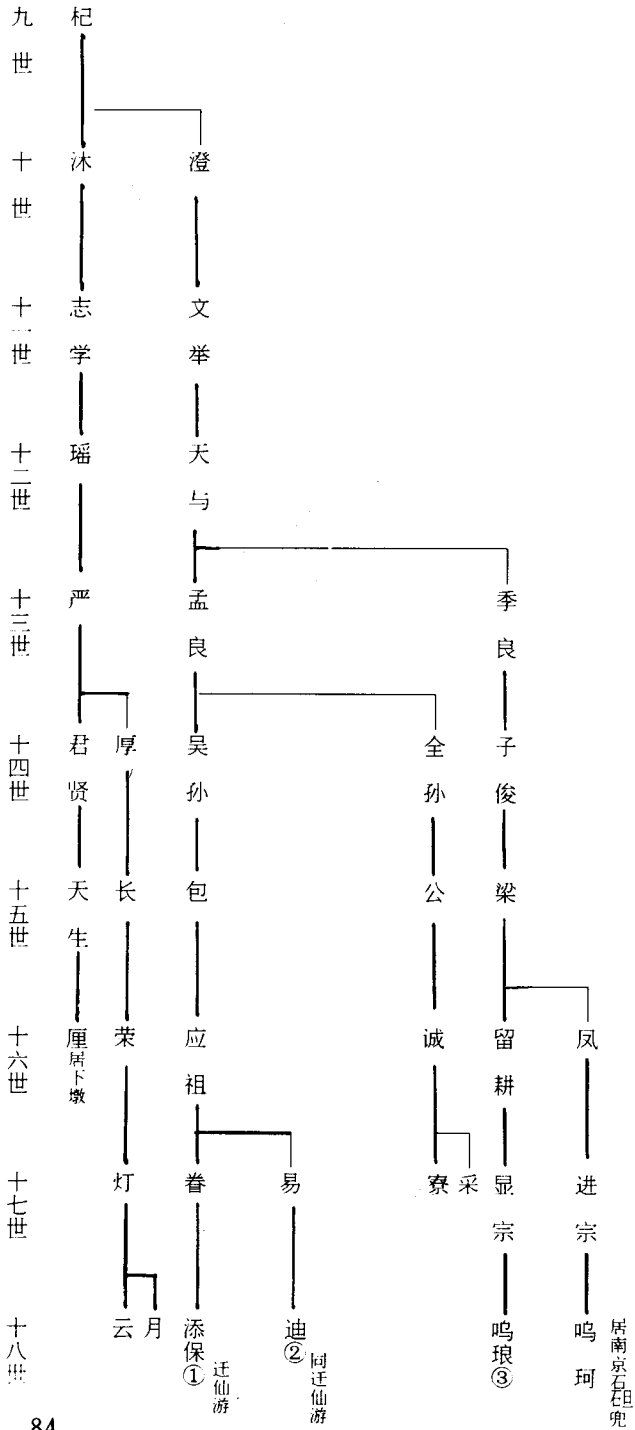 九世 杞
十世 沐 澄
十一世 志学 文举
十二世 瑶 天与
十三世 严 孟良 季良
十四世 君贤 厚 吴孙 全孙 子俊
十五世 天生 长 包 公 梁
十六世 厘 居下墩 荣 应祖 诚 留耕 凤
十七世 灯 眷 易 寮 采 显宗 进宗
十八世 云 月 添保① 迁仙游 迪② 同迁仙游 鸣琅③ 鸣珂 居南京石
84